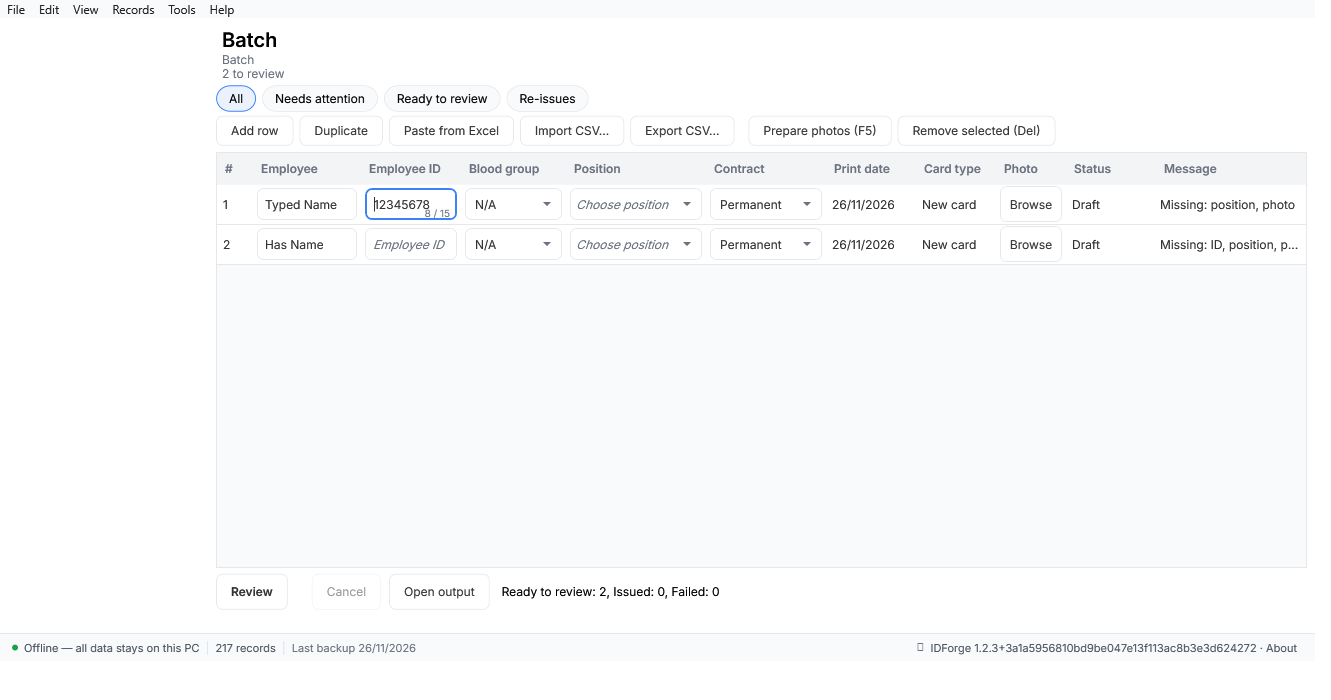 File Edit View Records Tools Help
Batch
Batch
2 to review
All Needs attention Ready to review Re-issues
Add row Duplicate Paste from Excel Import CSV... Export CSV... Prepare photos (F5) Remove selected (Del)
# Employee Employee ID Blood group Position Contract Print date Card type Photo Status Message
1 Typed Name 12345678 8 / 15 N/A Choose position Permanent 26/11/2026 New card Browse Draft Missing: position, photo
2 Has Name Employee ID N/A Choose position Permanent 26/11/2026 New card Browse Draft Missing: ID, position, p...
Review Cancel Open output Ready to review: 2, Issued: 0, Failed: 0
Offline — all data stays on this PC 217 records Last backup 26/11/2026 IDForge 1.2.3+3a1a5956810bd9be047e13f113ac8b3e3d624272 · About